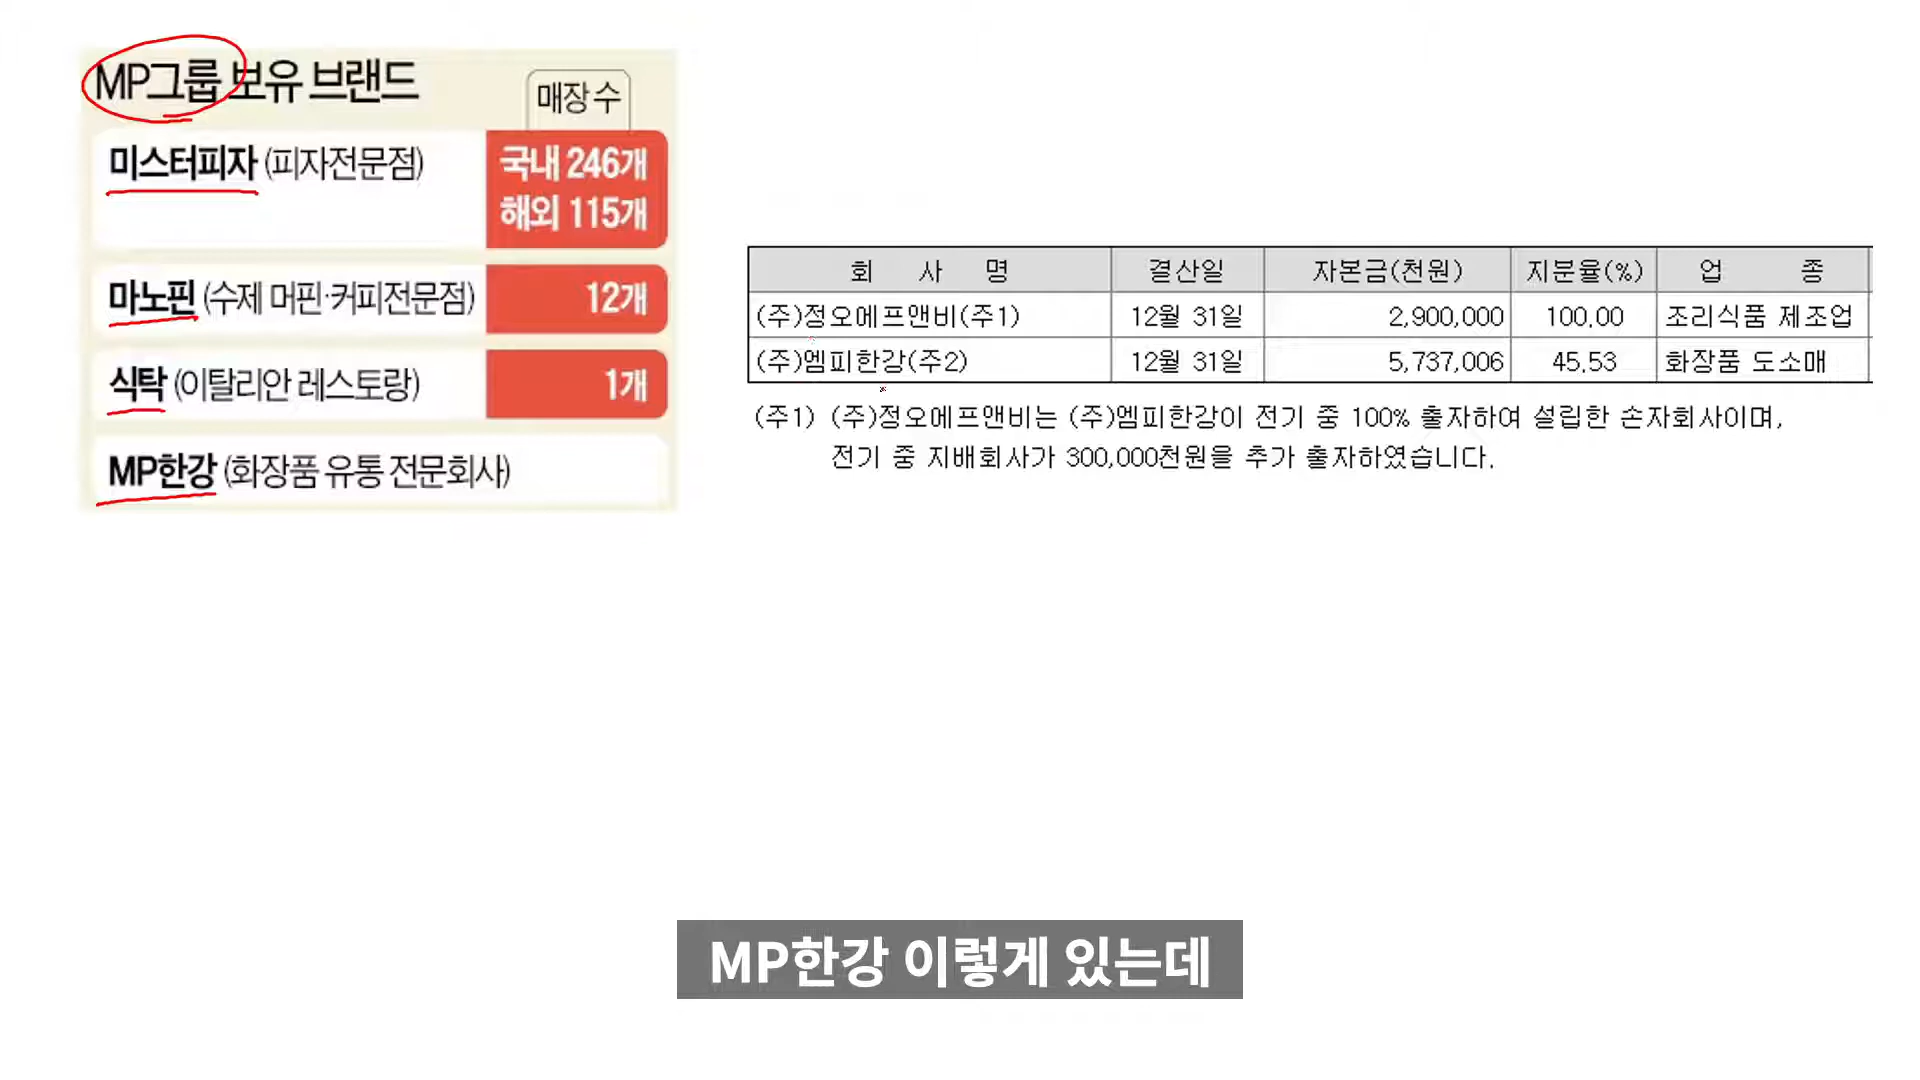 MP그룹 보유 브랜드
매장 수
미스터피자 (피자전문점) 국내 246개
해외 115개
마노핀 (수제 머핀·커피전문점) 12개
식탁 (이탈리안 레스토랑) 1개
MP한강 (화장품 유통 전문회사)
회 사 명 결산일 자본금(천원) 지분율(%) 업 종
(주)정오에프앤비(주1) 12월 31일 2,900,000 100.00 조리식품 제조업
(주)엠피한강(주2) 12월 31일 5,737,006 45.53 화장품 도소매
(주1) (주)정오에프앤비는 (주)엠피한강이 전기 중 100% 출자하여 설립한 손자회사이며,
전기 중 지배회사가 300,000천원을 추가 출자하였습니다.
MP한강 이렇게 있는데